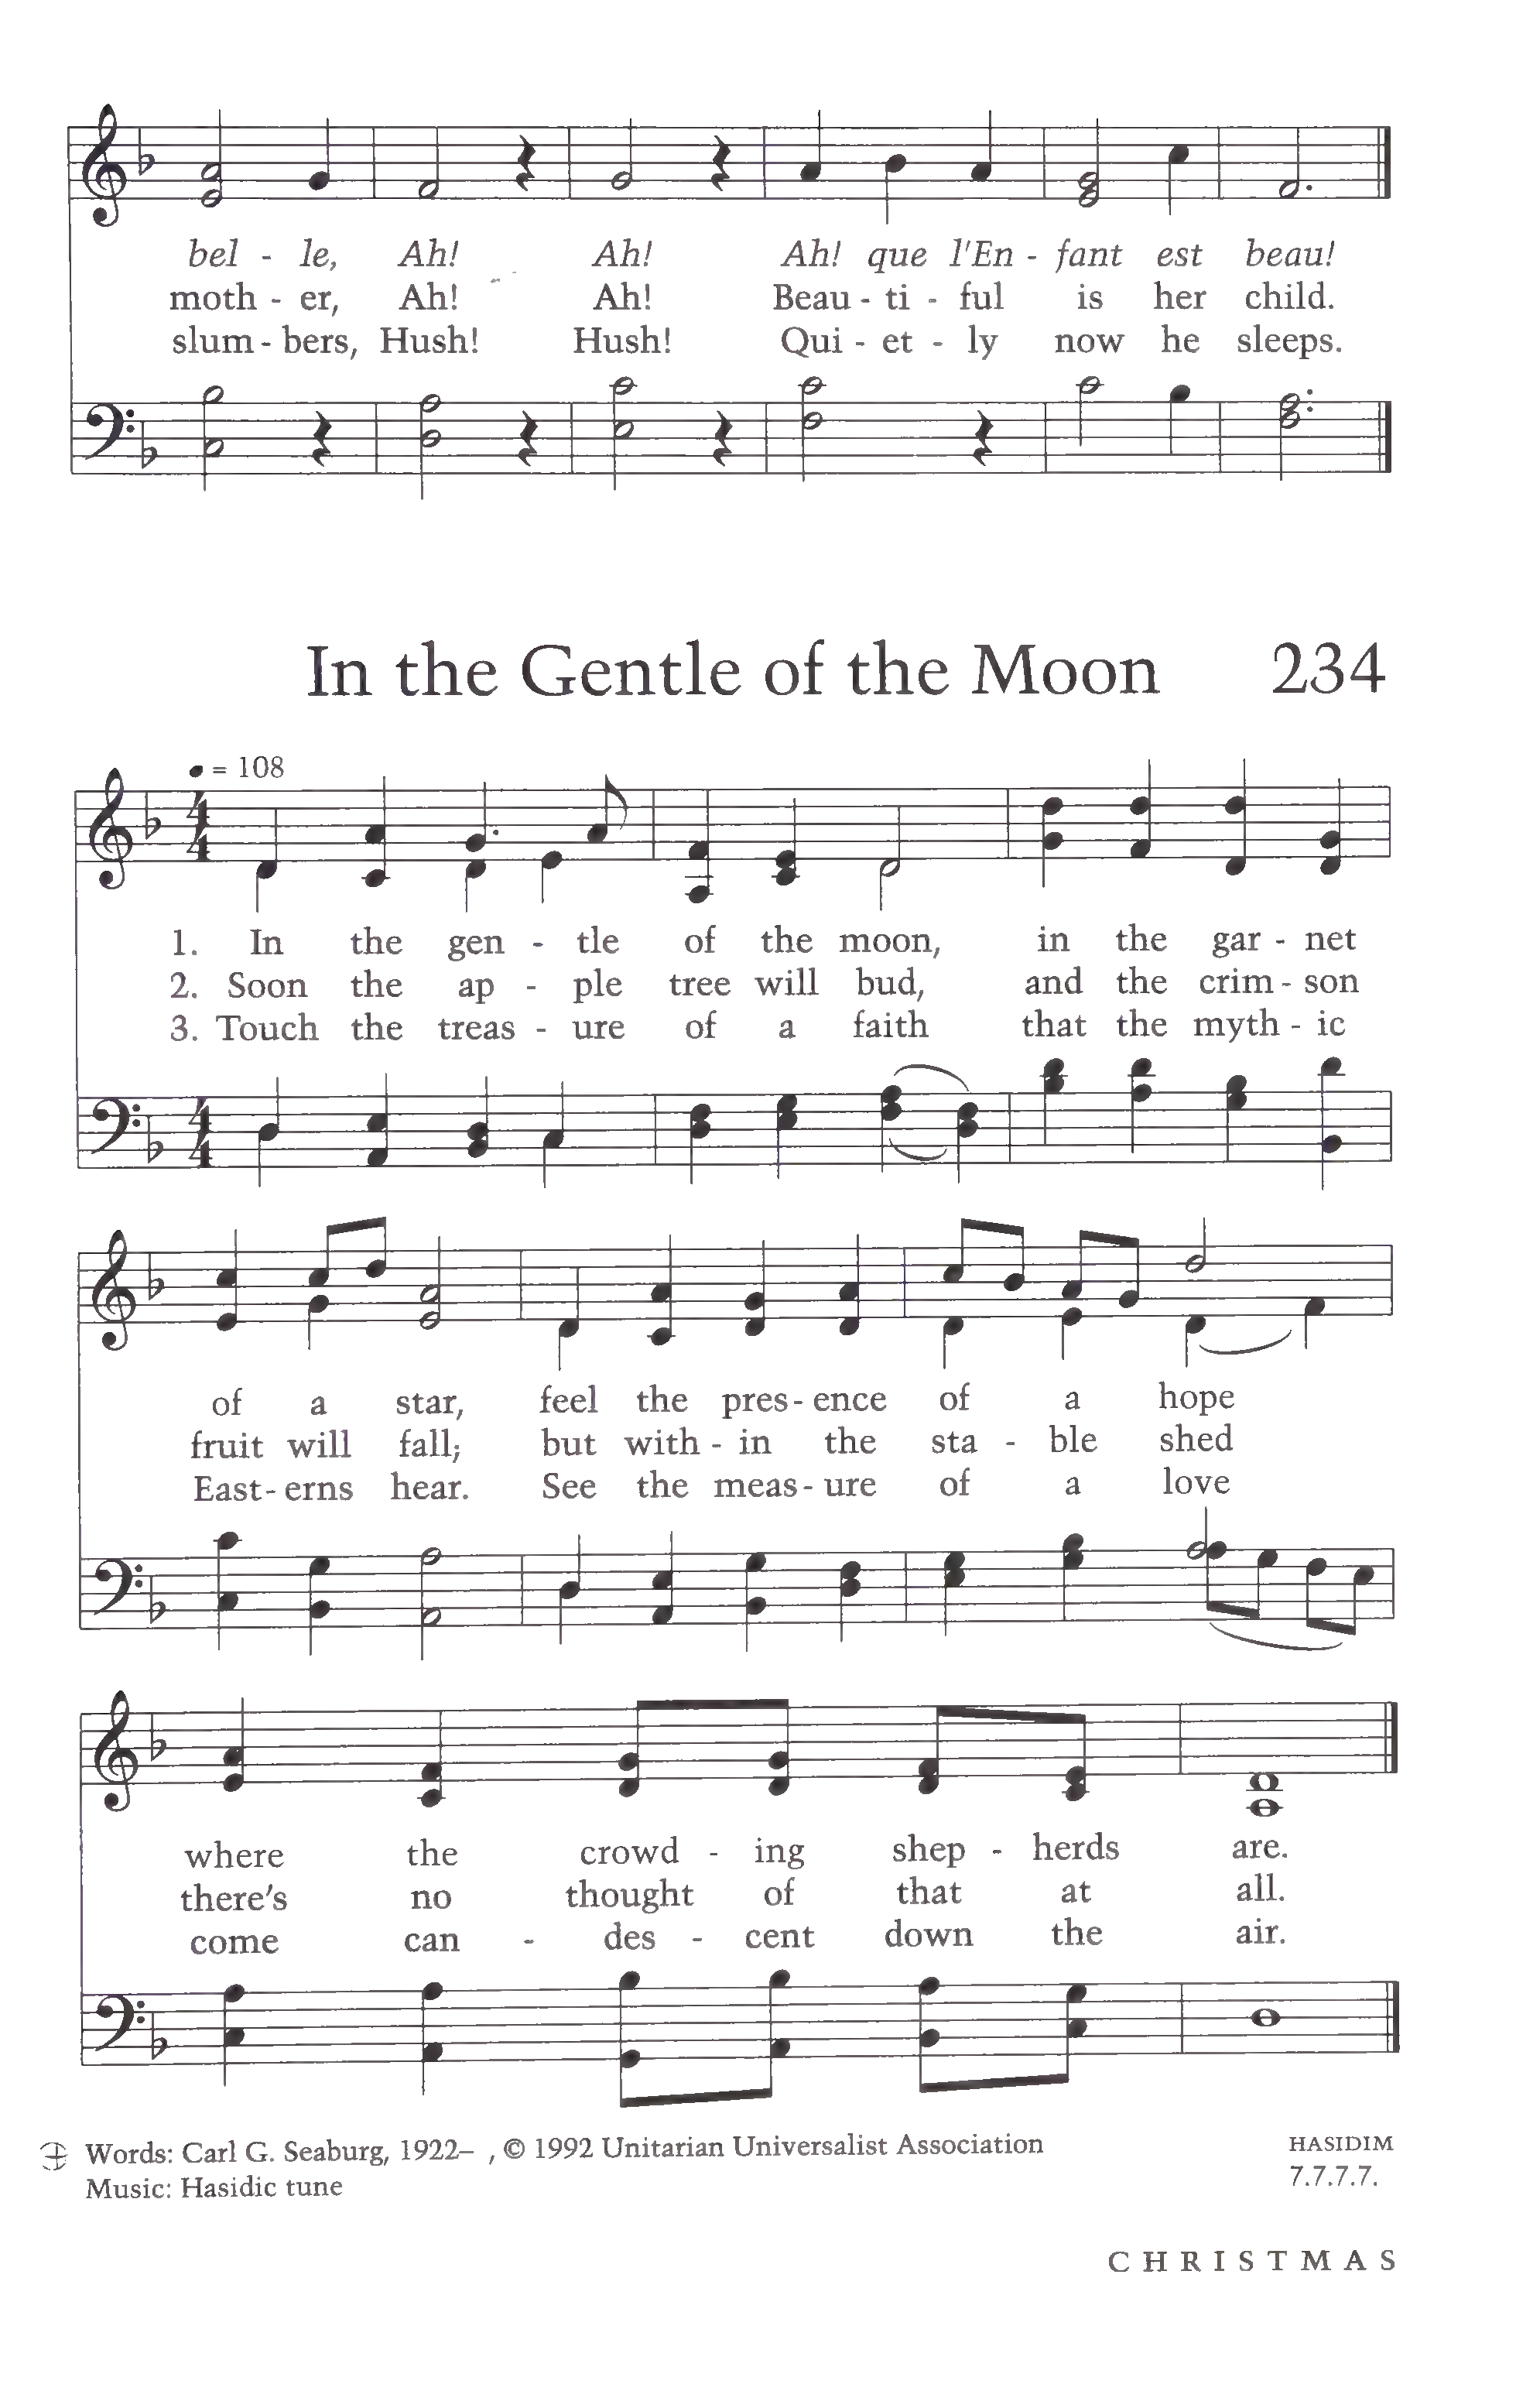 bel - le, Ah! Ah! Ah! que l'En - fant est beau!
moth - er, Ah! Ah! Beau - ti - ful is her child.
slum - bers, Hush! Hush! Qui - et - ly now he sleeps.
In the Gentle of the Moon 234
= 108
4
4
1. In the gen - tle of the moon, in the gar - net
2. Soon the ap - ple tree will bud, and the crim - son
3. Touch the treas - ure of a faith that the myth - ic
4
4
of a star, feel the pres - ence of a hope
fruit will fall; but with - in the sta - ble shed
East - erns hear. See the meas - ure of a love
where the crowd - ing shep - herds are.
there's no thought of that at all.
come can - des - cent down the air.
Words: Carl G. Seaburg, 1922– , © 1992 Unitarian Universalist Association HASIDIM
Music: Hasidic tune 7.7.7.7.
CHRISTMAS